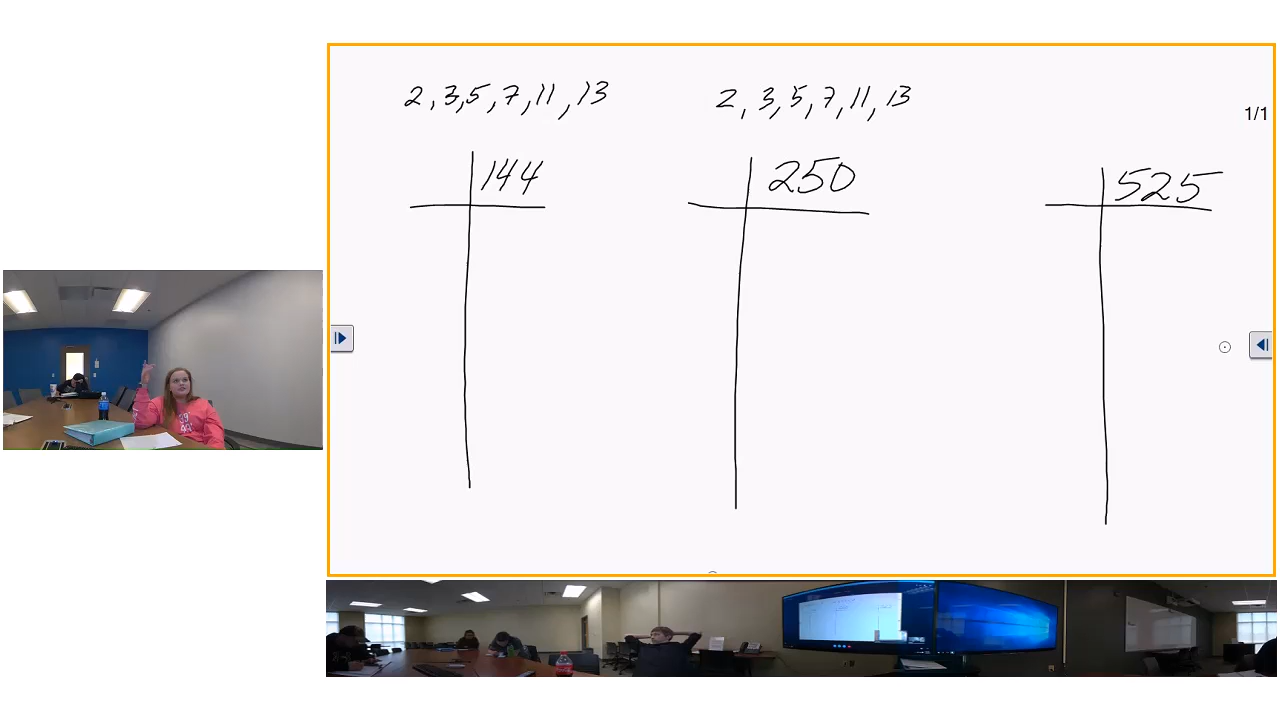 2, 3, 5, 7, 11, 13
2, 3, 5, 7, 11, 13
1/1
144
250
525